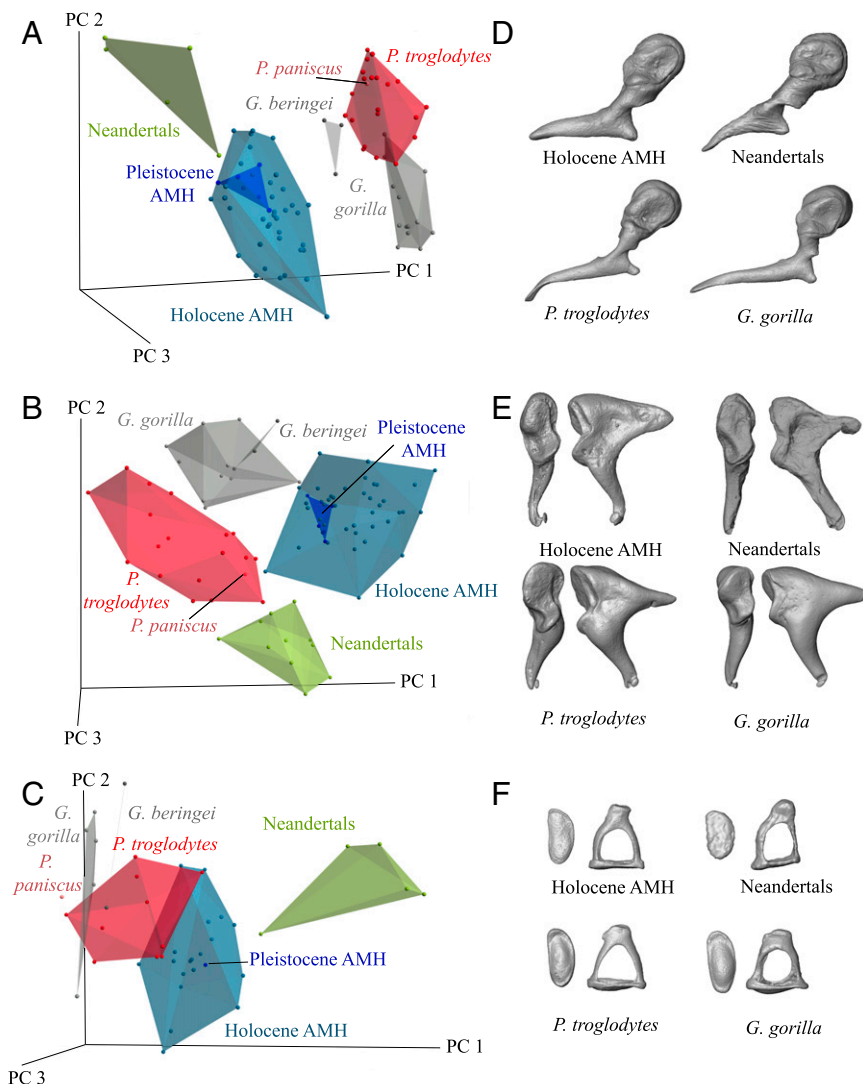 A
PC 2
P. troglodytes
P. paniscus
G. beringei
Neandertals
Pleistocene
AMH
G.
gorilla
PC 1
Holocene AMH
PC 3
D
Holocene AMH
Neandertals
P. troglodytes
G. gorilla
B
PC 2
G. gorilla
G. beringei
Pleistocene
AMH
Holocene AMH
P.
troglodytes
P. paniscus
Neandertals
PC 1
PC 3
E
Holocene AMH
Neandertals
P. troglodytes
G. gorilla
C
PC 2
G.
gorilla
G. beringei
P. troglodytes
P.
paniscus
Neandertals
Pleistocene AMH
Holocene AMH
PC 1
PC 3
F
Holocene AMH
Neandertals
P. troglodytes
G. gorilla